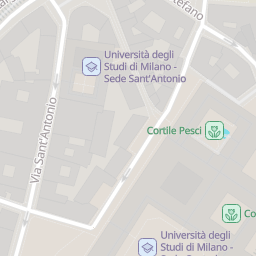 Stefano
Università degli
Studi di Milano -
Sede Sant'Antonio
Via Sant'Antonio
Cortile Pesci
Co
Università degli
Studi di Milano -